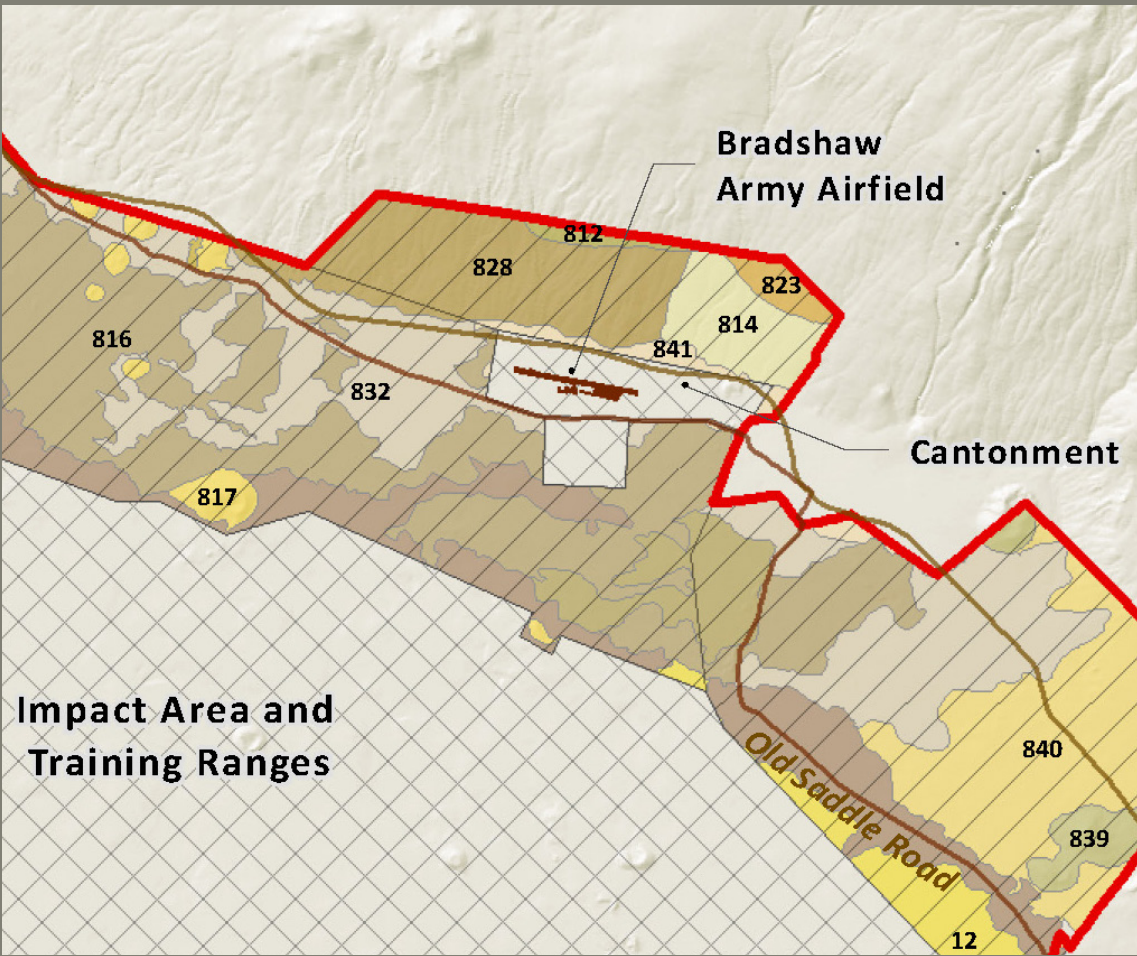 Bradshaw
Army Airfield
812
828
823
814
816
841
832
Cantonment
817
Impact Area and
Training Ranges
840
Old Saddle Road
839
12